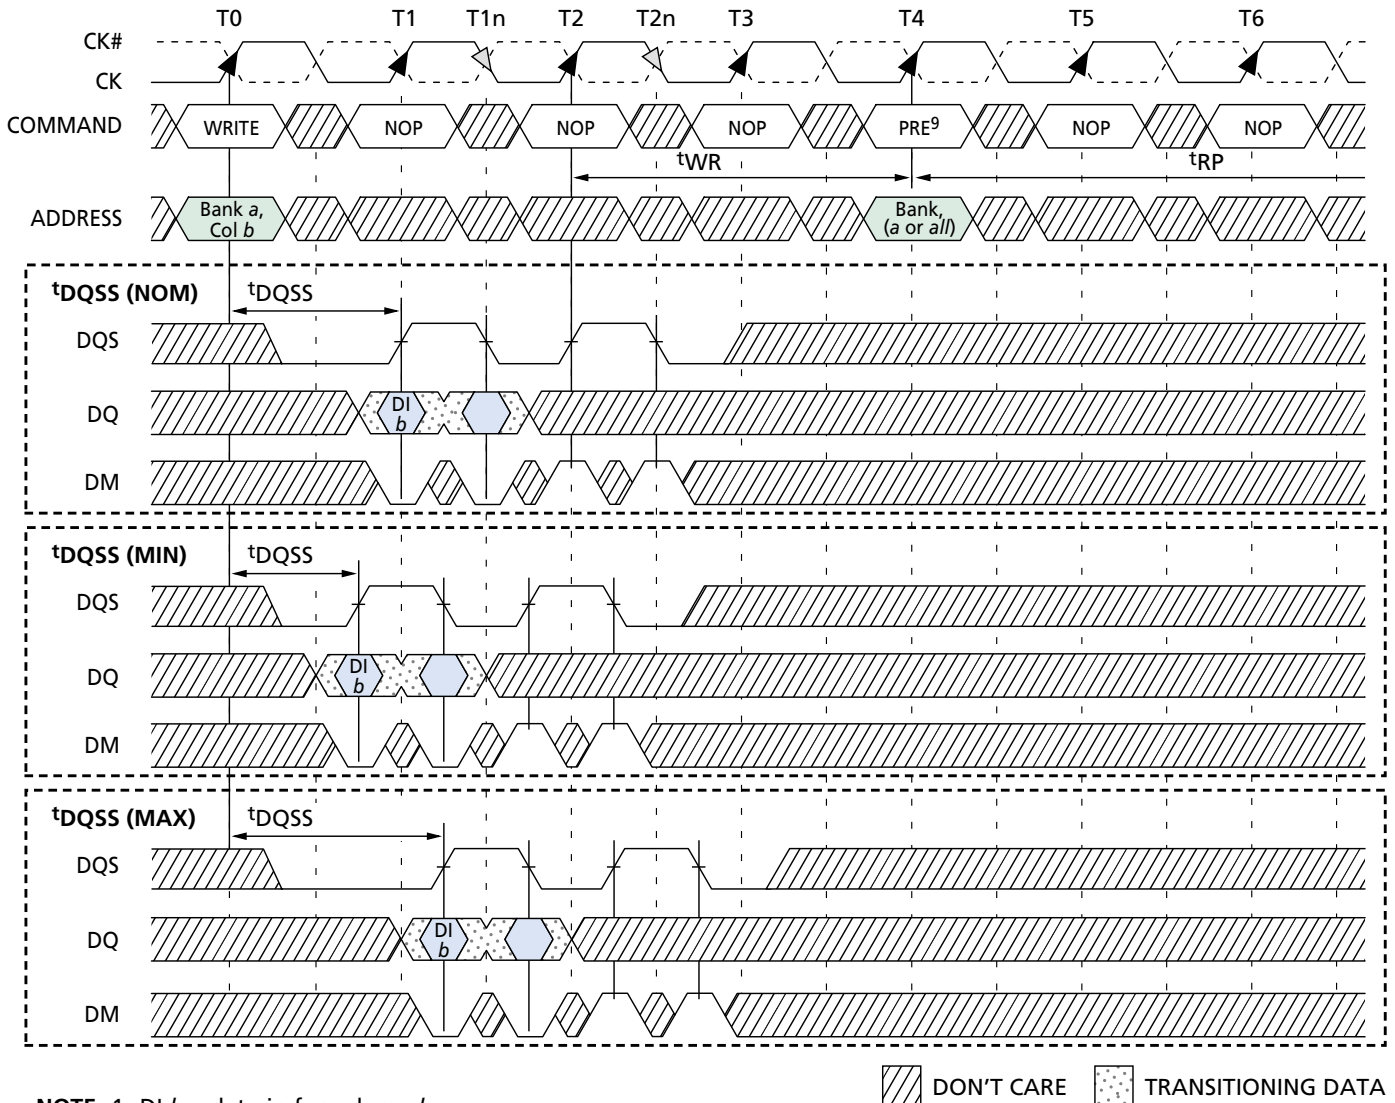 T0 T1 T1n T2 T2n T3 T4 T5 T6
CK#
CK
COMMAND WRITE NOP NOP NOP PRE9 NOP NOP
tWR tRP
ADDRESS Bank a, Col b Bank, (a or all)
tDQSS (NOM) tDQSS
DQS
DQ DI b
DM
tDQSS (MIN) tDQSS
DQS
DQ DI b
DM
tDQSS (MAX) tDQSS
DQS
DQ DI b
DM
DON'T CARE TRANSITIONING DATA